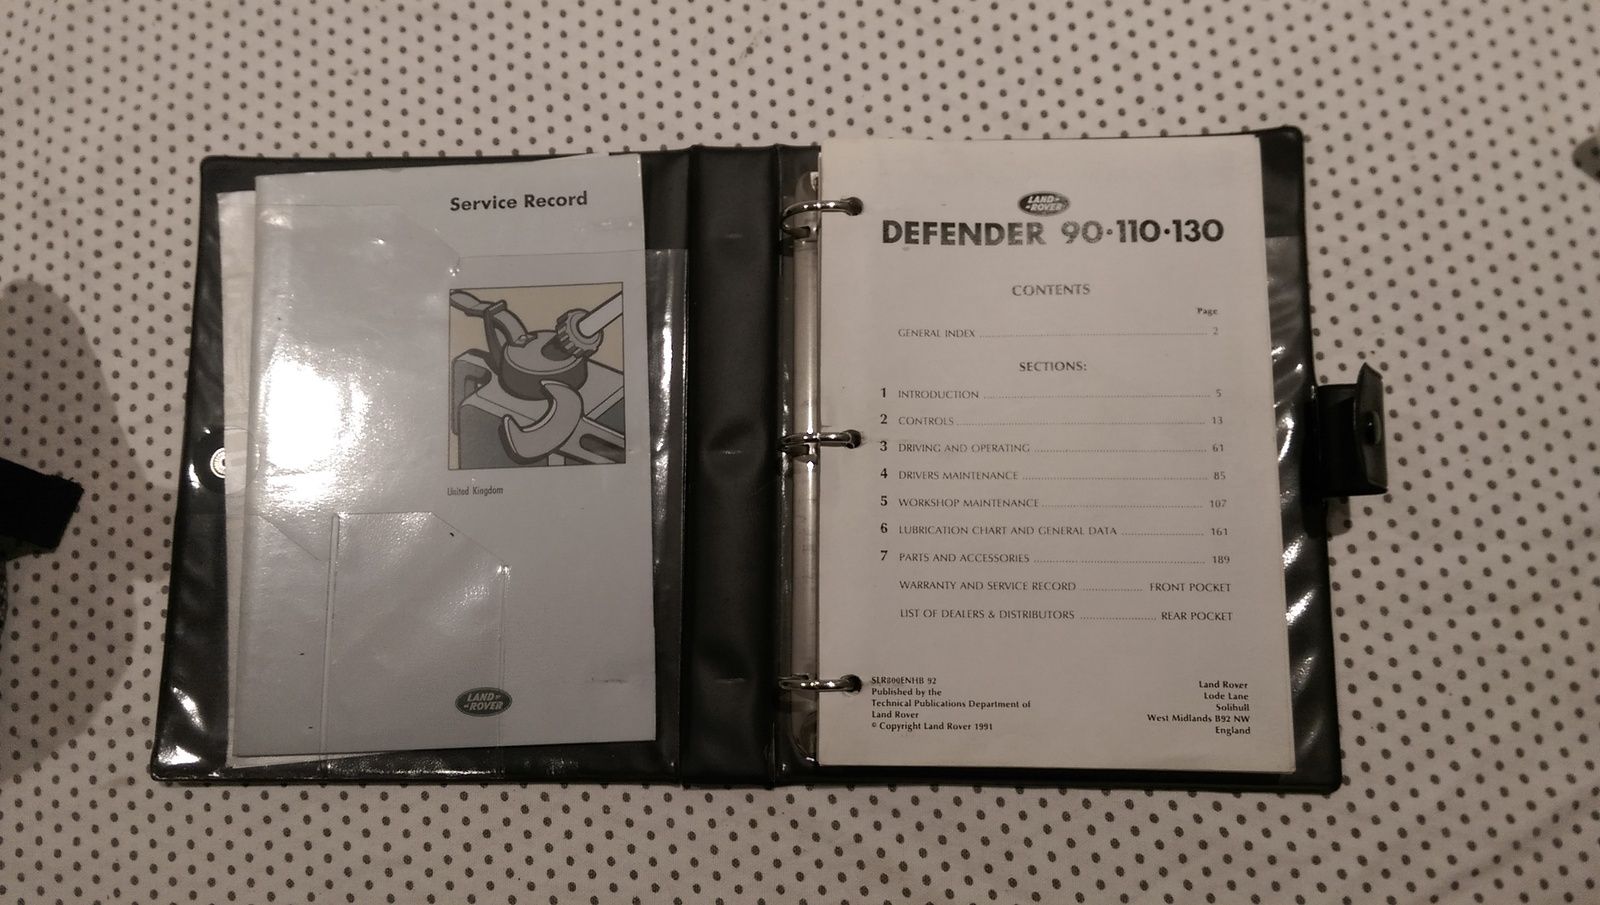 Service Record
United Kingdom
LAND-
-ROVER
LAND-
-ROVER
DEFENDER 90·110·130
CONTENTS
Page
GENERAL INDEX ........ 2
SECTIONS:
1 INTRODUCTION ........ 5
2 CONTROLS ........ 13
3 DRIVING AND OPERATING ........ 61
4 DRIVERS MAINTENANCE ........ 85
5 WORKSHOP MAINTENANCE ........ 107
6 LUBRICATION CHART AND GENERAL DATA ........ 161
7 PARTS AND ACCESSORIES ........ 189
WARRANTY AND SERVICE RECORD ........ FRONT POCKET
LIST OF DEALERS & DISTRIBUTORS ........ REAR POCKET
SLR800ENHB 92
Published by the
Technical Publications Department of
Land Rover
© Copyright Land Rover 1991
Land Rover
Lode Lane
Solihull
West Midlands B92 NW
England